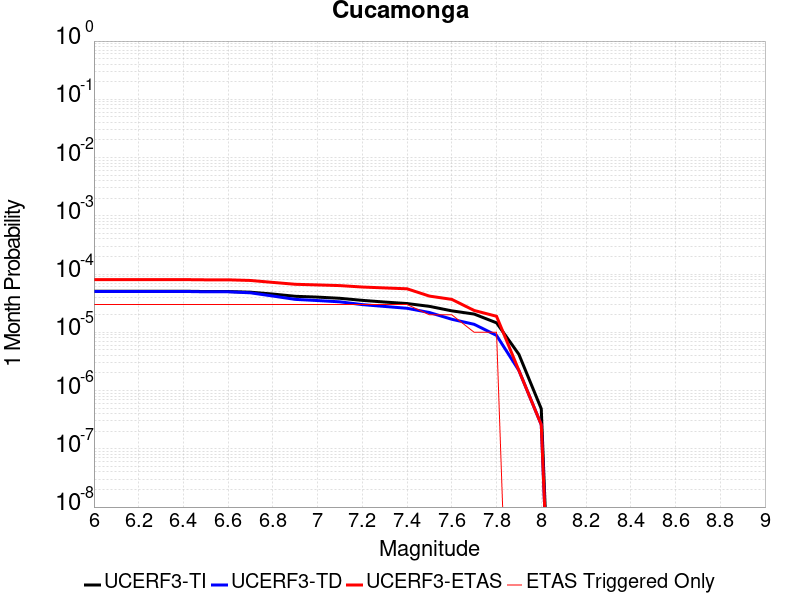 Cucamonga
10^0
10^-1
10^-2
10^-3
10^-4
10^-5
10^-6
10^-7
10^-8
1 Month Probability
6 6.2 6.4 6.6 6.8 7 7.2 7.4 7.6 7.8 8 8.2 8.4 8.6 8.8 9
Magnitude
UCERF3-TI UCERF3-TD UCERF3-ETAS ETAS Triggered Only